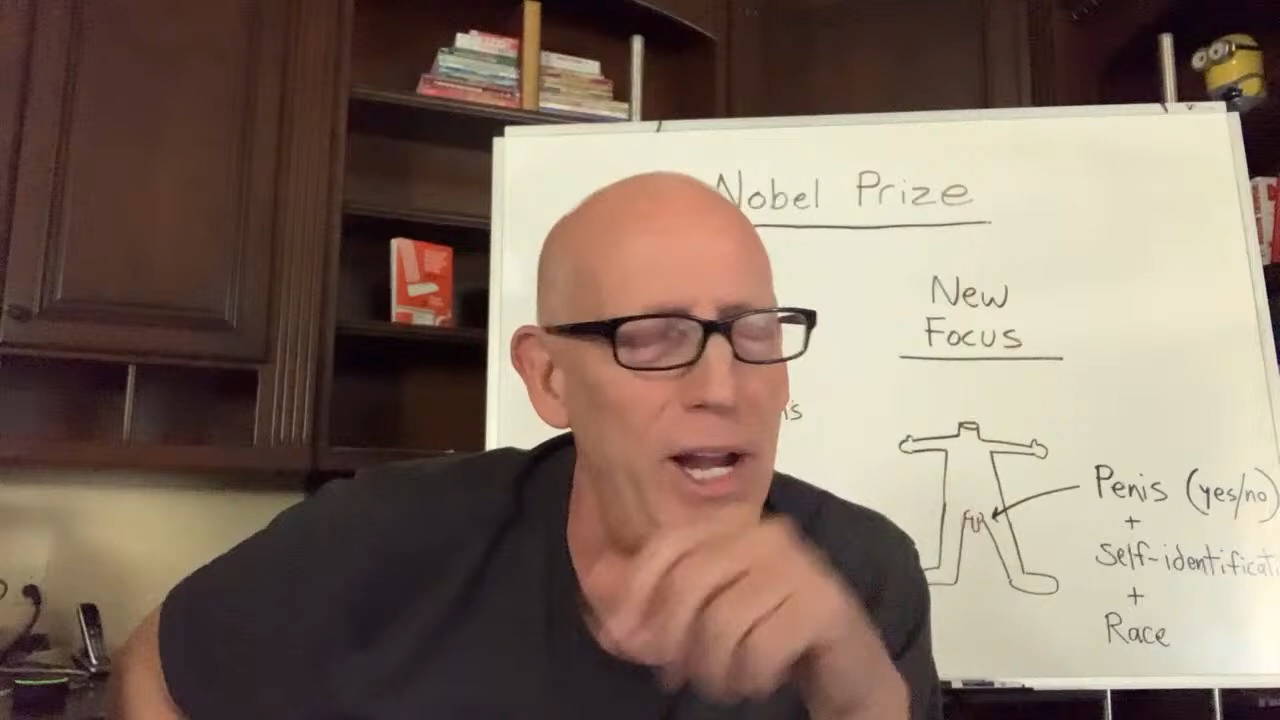 Nobel Prize
New
Focus
Penis (yes/no)
+
Self-identificati
+
Race